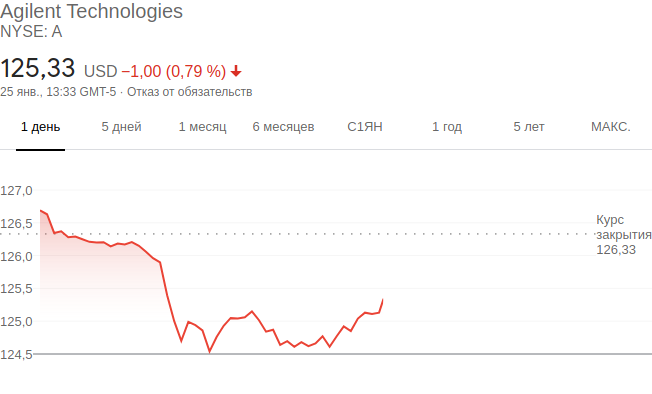 Agilent Technologies
NYSE: A
125,33 USD −1,00 (0,79 %)
25 янв., 13:33 GMT-5 · Отказ от обязательств
1 день 5 дней 1 месяц 6 месяцев С1ЯН 1 год 5 лет МАКС.
127,0
126,5
Курс
закрытия
126,33
126,0
125,5
125,0
124,5